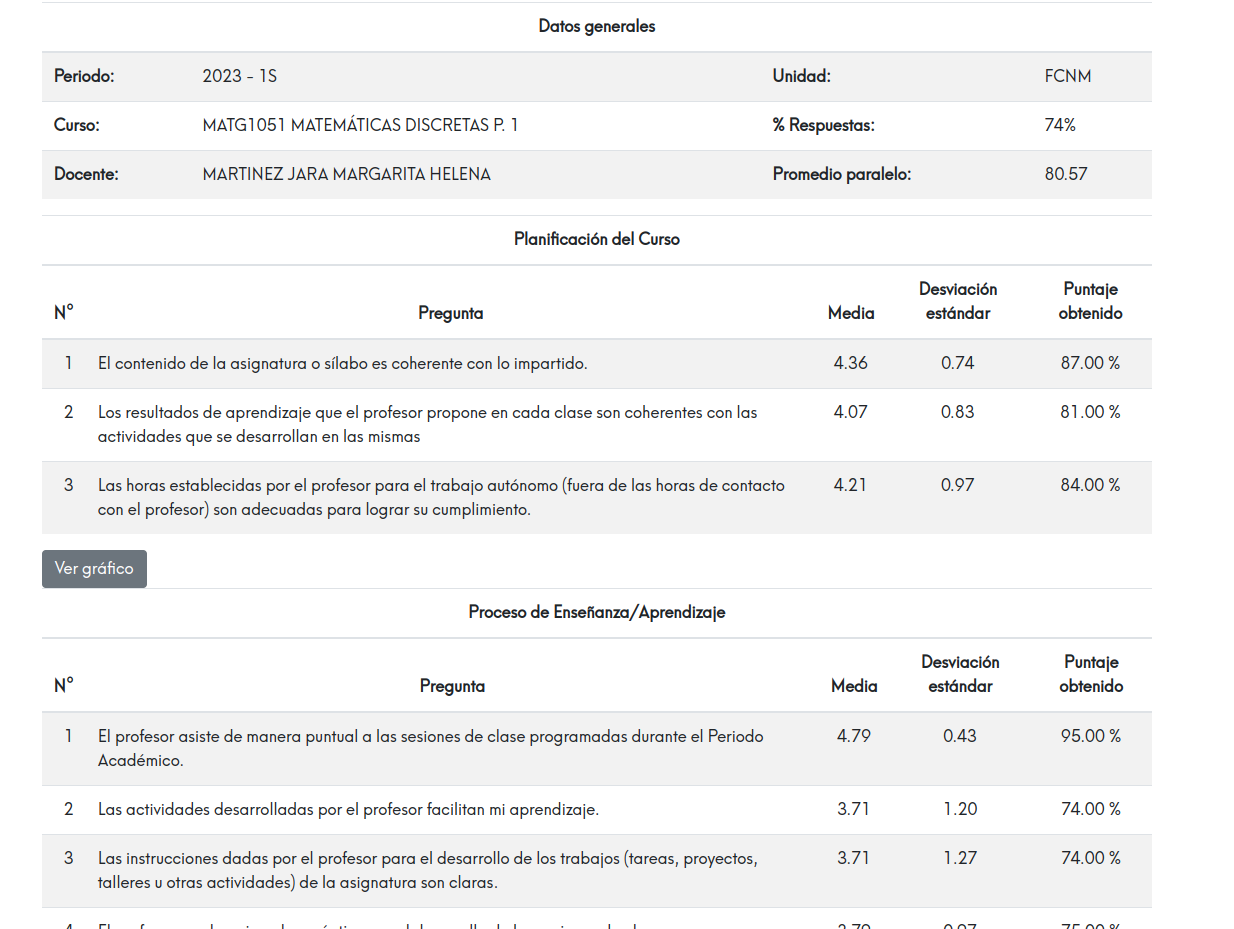 Datos generales
Periodo: 2023 - 1S Unidad: FCNM
Curso: MATG1051 MATEMÁTICAS DISCRETAS P. 1 % Respuestas: 74%
Docente: MARTINEZ JARA MARGARITA HELENA Promedio paralelo: 80.57
Planificación del Curso
N° Pregunta Media Desviación estándar Puntaje obtenido
1 El contenido de la asignatura o sílabo es coherente con lo impartido. 4.36 0.74 87.00 %
2 Los resultados de aprendizaje que el profesor propone en cada clase son coherentes con las 4.07 0.83 81.00 %
actividades que se desarrollan en las mismas
3 Las horas establecidas por el profesor para el trabajo autónomo (fuera de las horas de contacto 4.21 0.97 84.00 %
con el profesor) son adecuadas para lograr su cumplimiento.
Ver gráfico
Proceso de Enseñanza/Aprendizaje
N° Pregunta Media Desviación estándar Puntaje obtenido
1 El profesor asiste de manera puntual a las sesiones de clase programadas durante el Periodo 4.79 0.43 95.00 %
Académico.
2 Las actividades desarrolladas por el profesor facilitan mi aprendizaje. 3.71 1.20 74.00 %
3 Las instrucciones dadas por el profesor para el desarrollo de los trabajos (tareas, proyectos, 3.71 1.27 74.00 %
talleres u otras actividades) de la asignatura son claras.